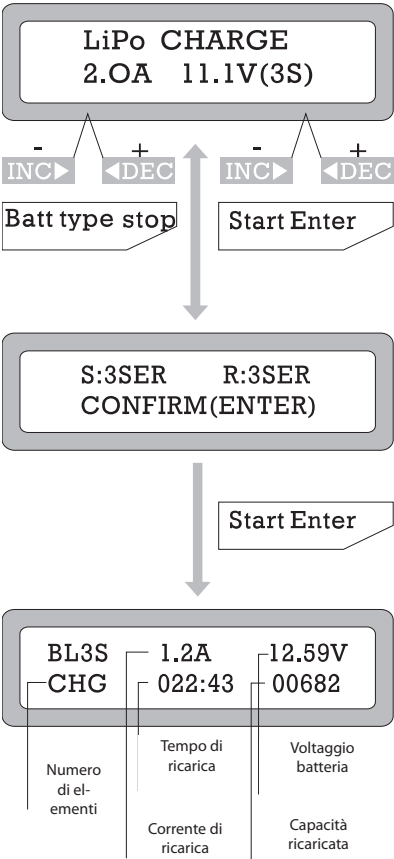 LiPo CHARGE
2.OA 11.1V(3S)
- + - +
INC▶ ◀DEC INC▶ ◀DEC
Batt type stop Start Enter
S:3SER R:3SER
CONFIRM(ENTER)
Start Enter
BL3S 1.2A 12.59V
CHG 022:43 00682
Numero
di el-
ementi
Tempo di
ricarica
Voltaggio
batteria
Corrente di
ricarica
Capacità
ricaricata